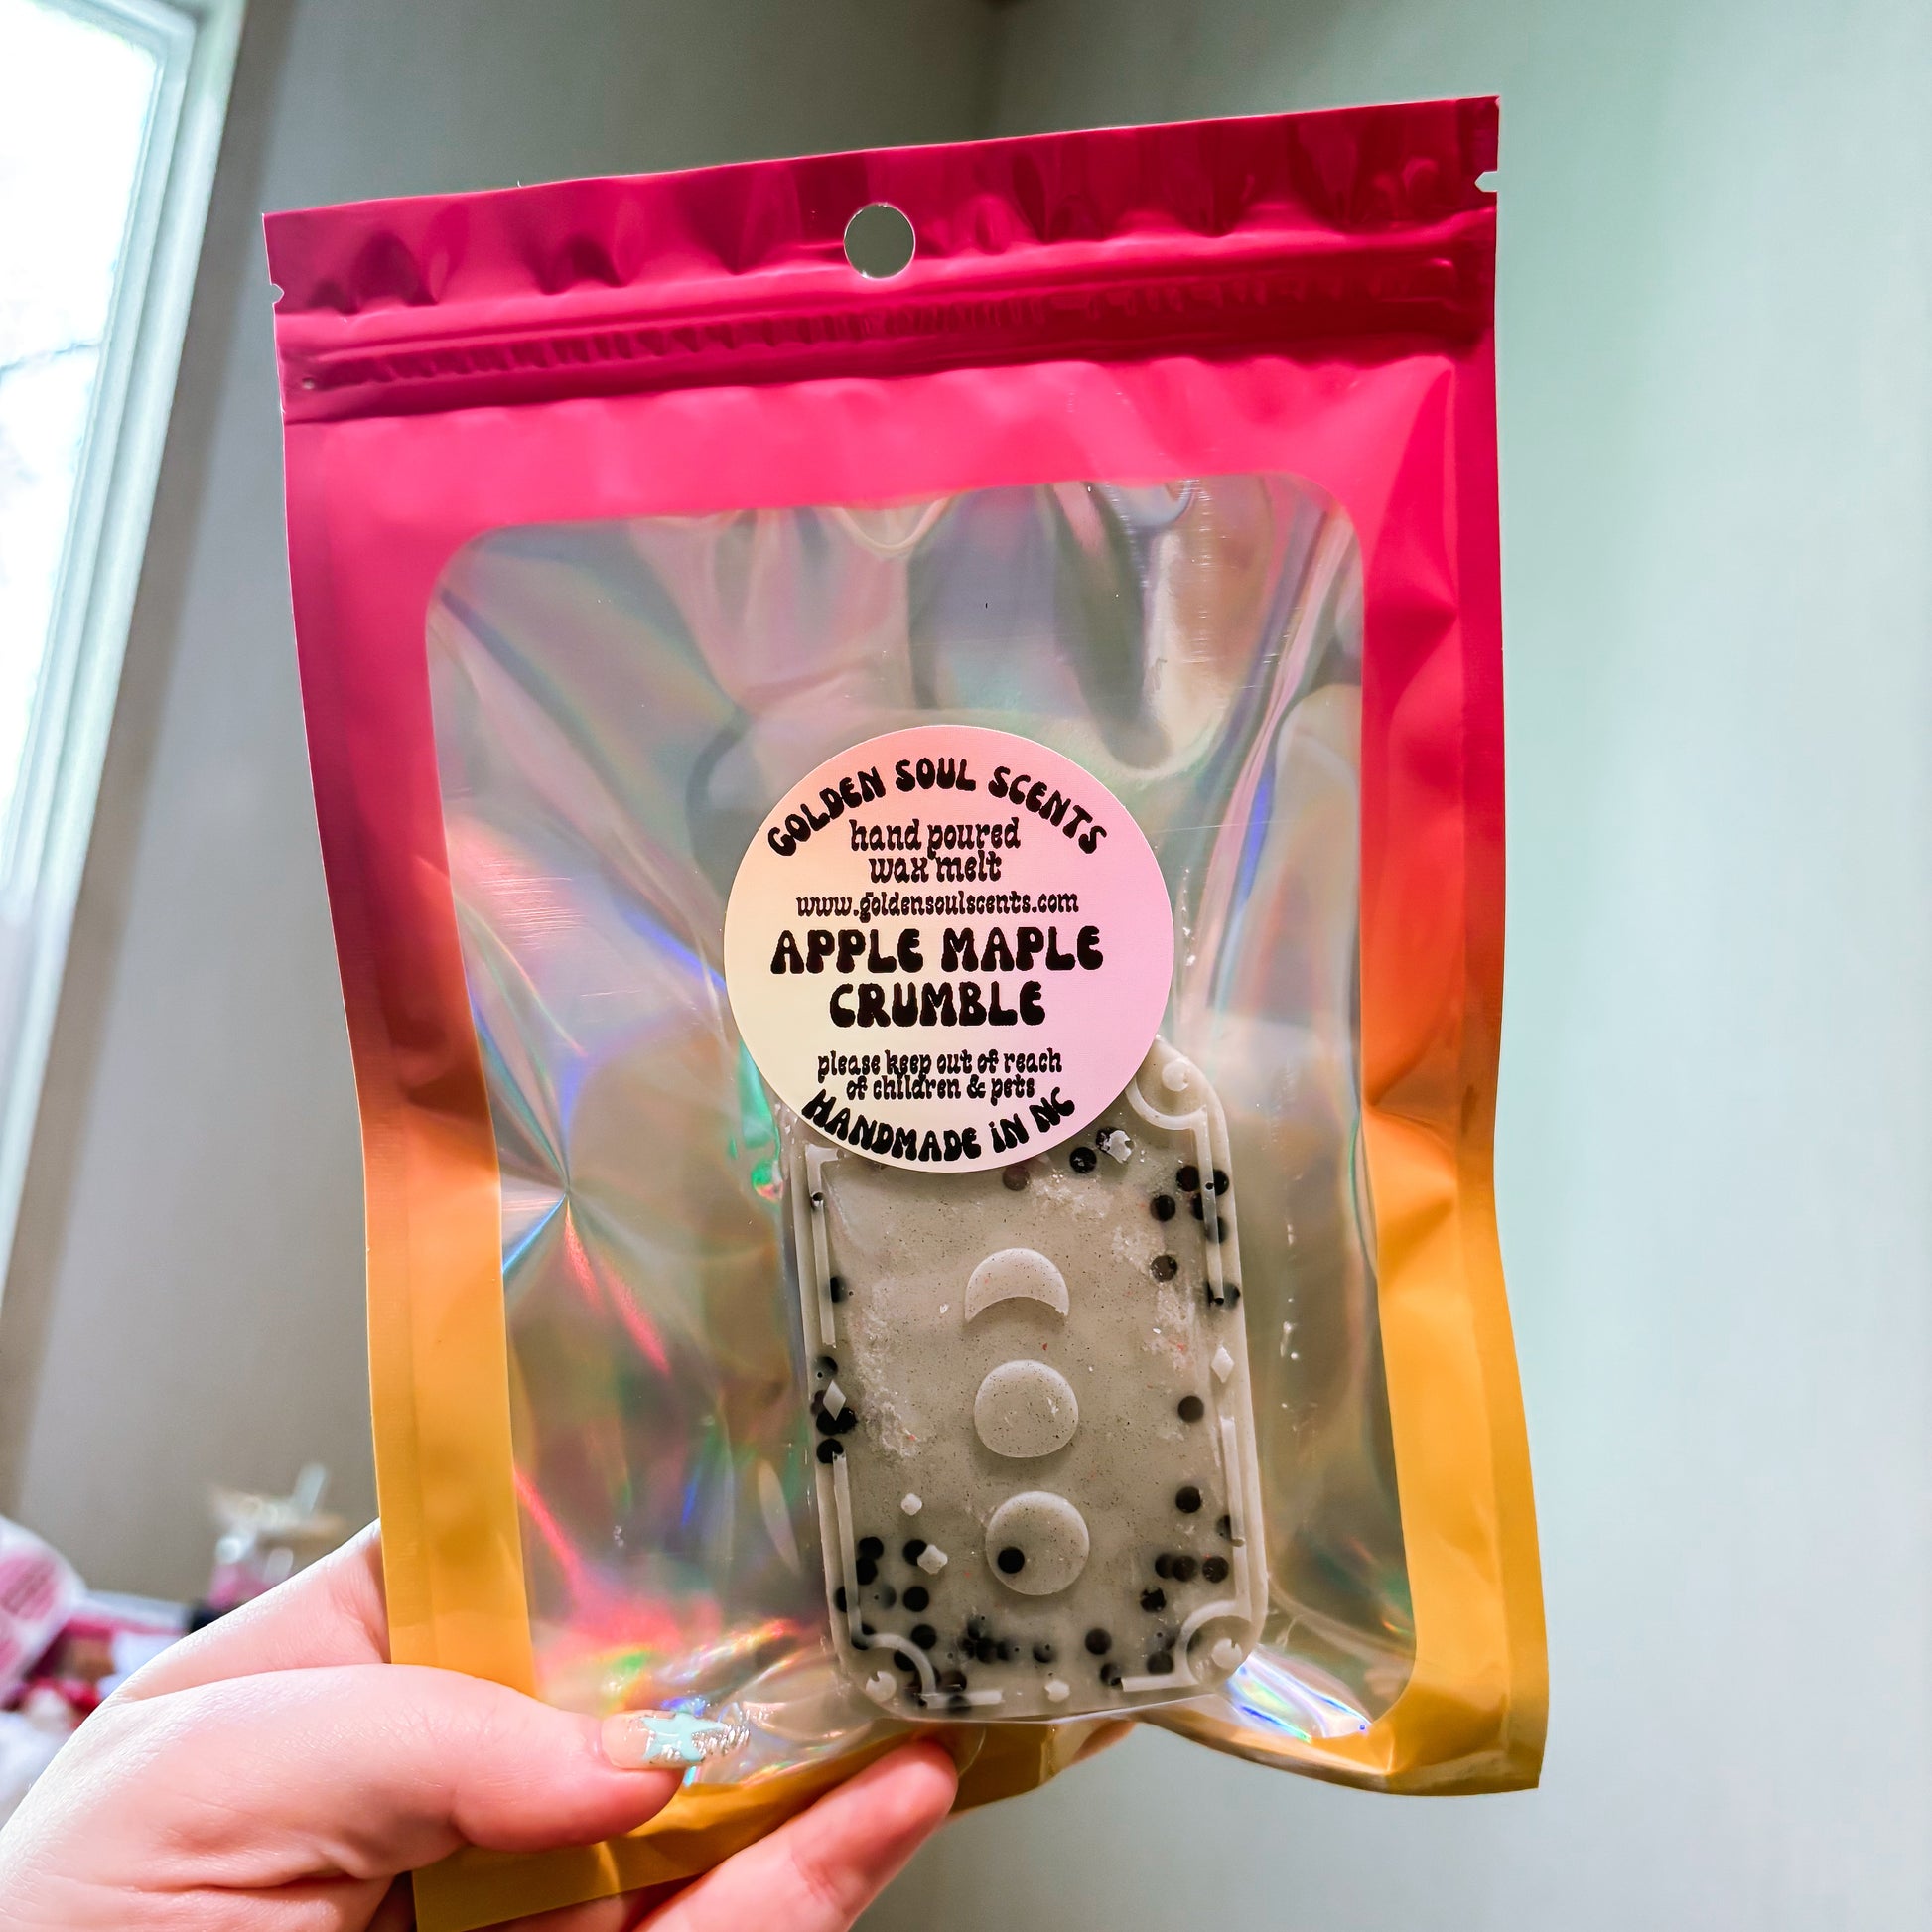 GOLDEN SOUL SCENTS
hand poured
wax melt
www.goldensoulscents.com
APPLE MAPLE
CRUMBLE
please keep out of reach
of children & pets
HANDMADE iN NC